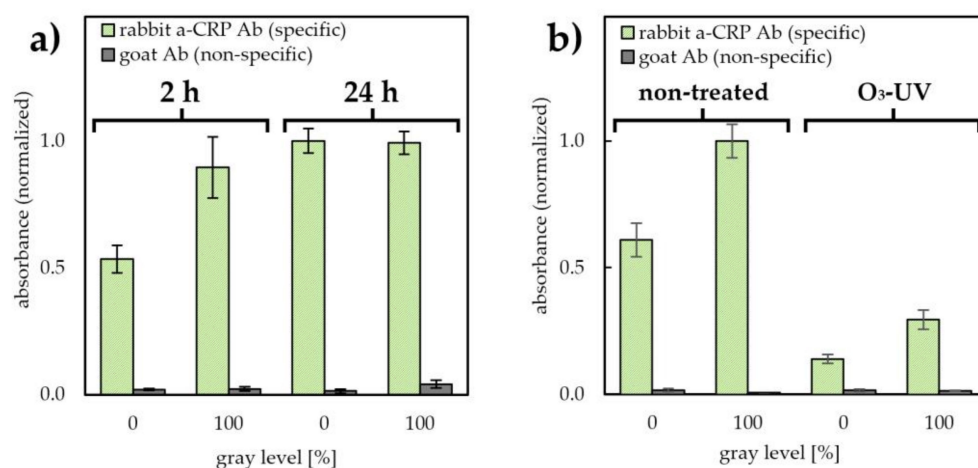 a)
rabbit a-CRP Ab (specific)
goat Ab (non-specific)
2 h
24 h
absorbance (normalized)
1.0
0.5
0.0
0
100
0
100
gray level [%]
b)
rabbit a-CRP Ab (specific)
goat Ab (non-specific)
non-treated
O₃-UV
absorbance (normalized)
1.0
0.5
0.0
0
100
0
100
gray level [%]